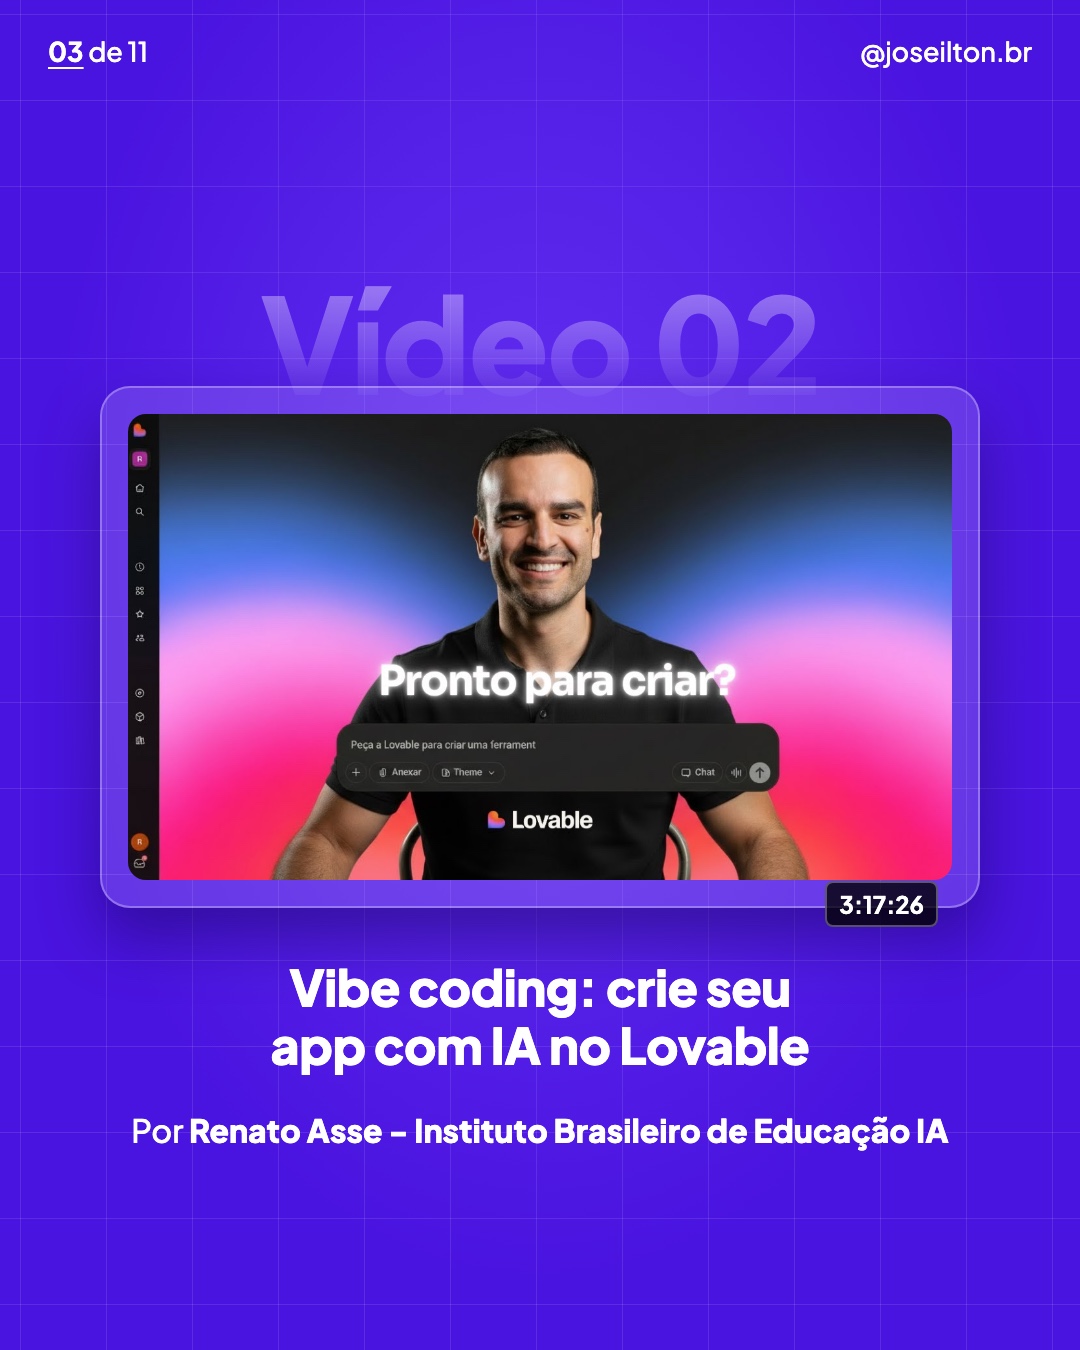 03 de 11
@joseilton.br
Vídeo 02
R
Pronto para criar?
Peça a Lovable para criar uma ferrament
+ Anexar Theme Chat
Lovable
R
3:17:26
Vibe coding: crie seu
app com IA no Lovable
Por Renato Asse – Instituto Brasileiro de Educação IA